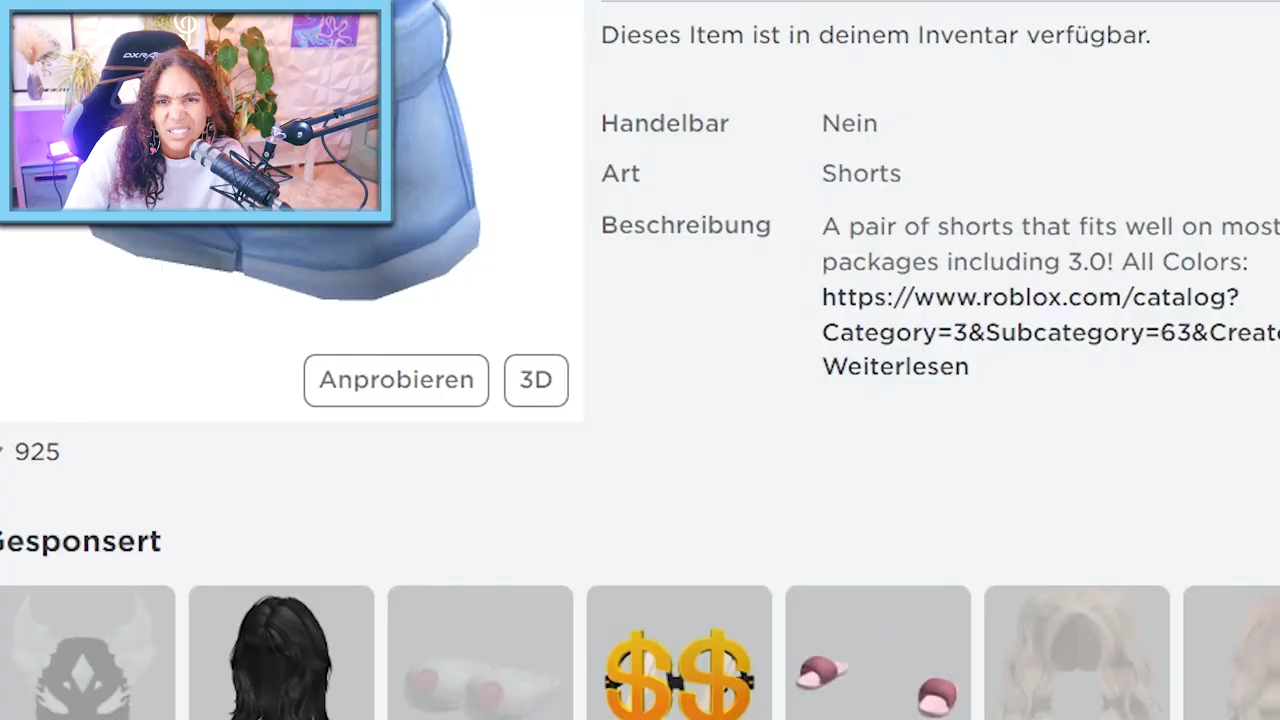 Dieses Item ist in deinem Inventar verfügbar.
Handelbar Nein
Art Shorts
Beschreibung A pair of shorts that fits well on most
packages including 3.0! All Colors:
https://www.roblox.com/catalog?
Category=3&Subcategory=63&Create
Weiterlesen
Anprobieren 3D
925
Gesponsert